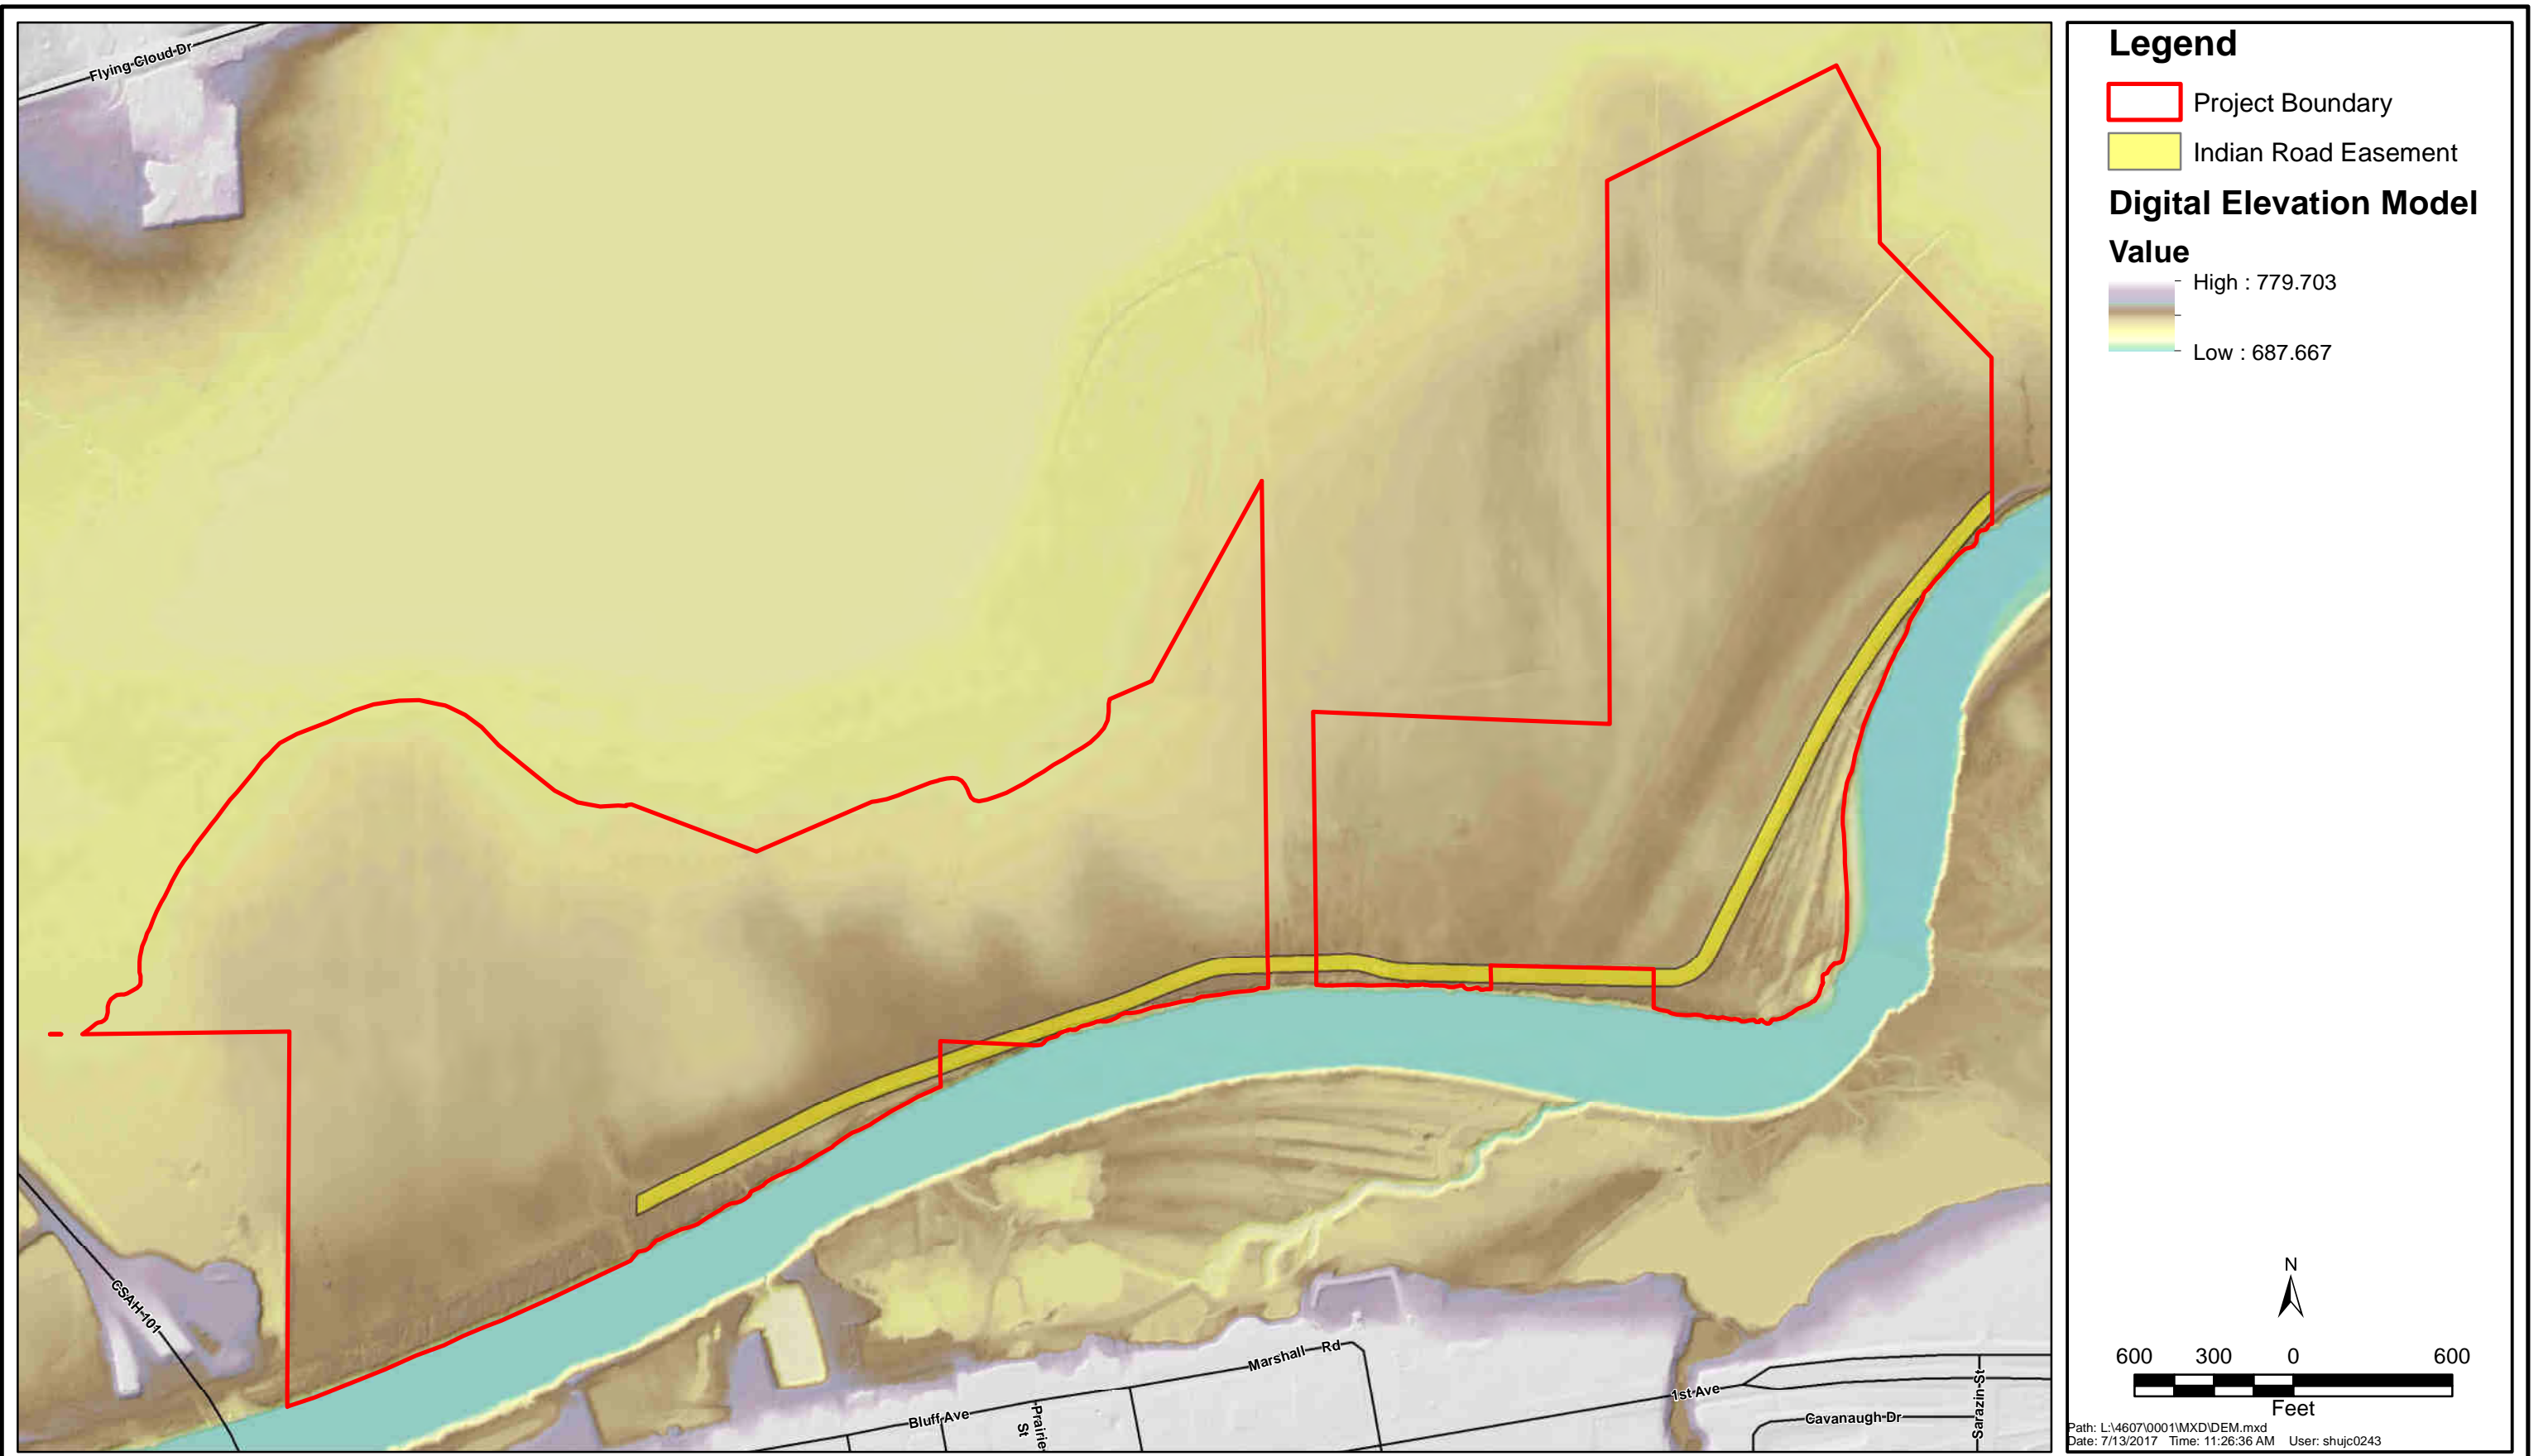 Flying Cloud Dr
CSAH 101
Bluff Ave
Prairie
St
Marshall Rd
1st Ave
Cavanaugh Dr
Sarazin St
Legend
Project Boundary
Indian Road Easement
Digital Elevation Model
Value
High : 779.703
Low : 687.667
N
600 300 0 600
Feet
Path: L:\4607\0001\MXD\DEM.mxd
Date: 7/13/2017 Time: 11:26:36 AM User: shujc0243